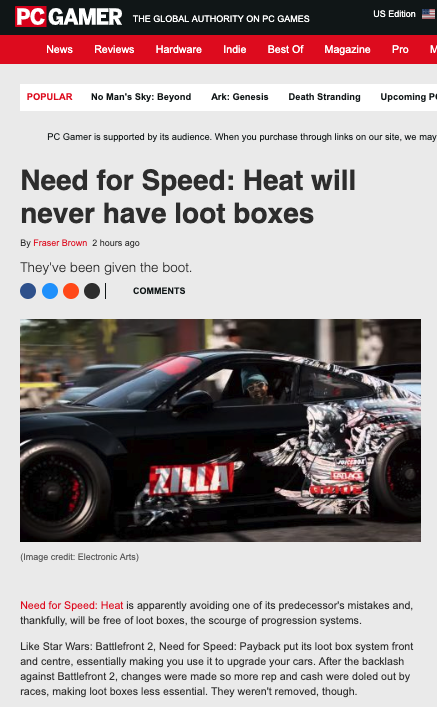 PC GAMER THE GLOBAL AUTHORITY ON PC GAMES US Edition
News Reviews Hardware Indie Best Of Magazine Pro M
POPULAR No Man's Sky: Beyond Ark: Genesis Death Stranding Upcoming P
PC Gamer is supported by its audience. When you purchase through links on our site, we may
Need for Speed: Heat will
never have loot boxes
By Fraser Brown 2 hours ago
They've been given the boot.
COMMENTS
ZILLA
JUICEBOX
FATLACE
(Image credit: Electronic Arts)
Need for Speed: Heat is apparently avoiding one of its predecessor's mistakes and,
thankfully, will be free of loot boxes, the scourge of progression systems.
Like Star Wars: Battlefront 2, Need for Speed: Payback put its loot box system front
and centre, essentially making you use it to upgrade your cars. After the backlash
against Battlefront 2, changes were made so more rep and cash were doled out by
races, making loot boxes less essential. They weren't removed, though.